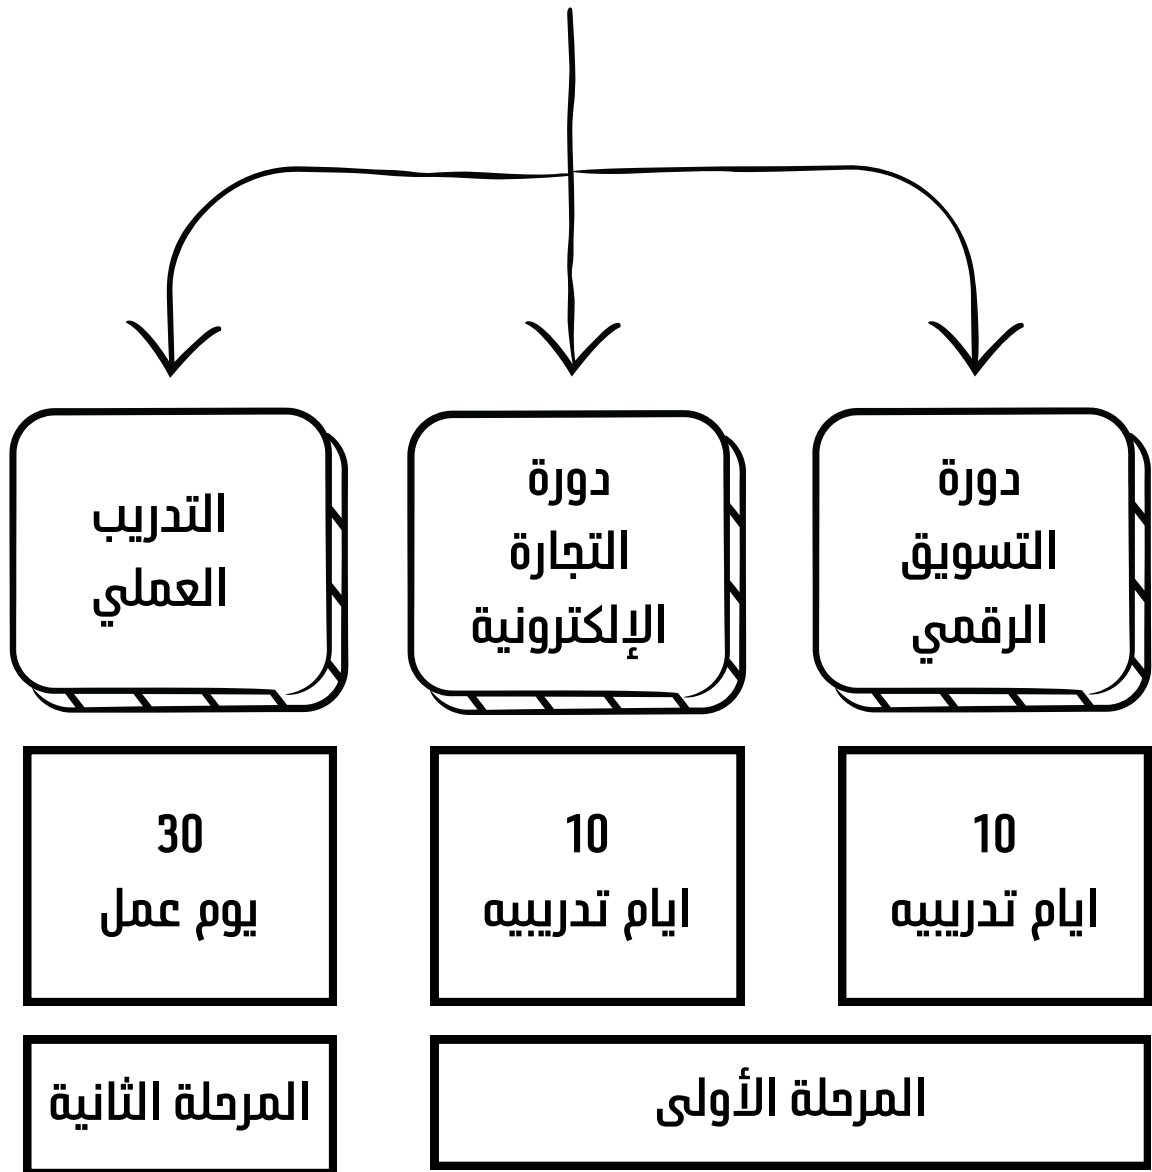 دورة
التسويق
الرقمي
دورة
التجارة
الإلكترونية
التدريب
العملي
10
ايام تدريبيه
10
ايام تدريبيه
30
يوم عمل
المرحلة الأولى
المرحلة الثانية